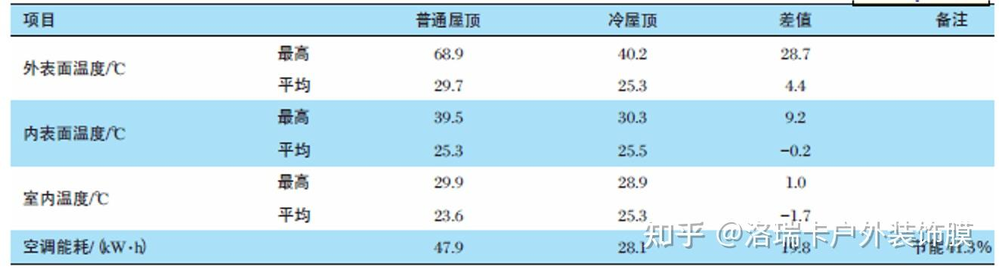 项目 普通屋顶 冷屋顶 差值 备注
外表面温度/℃ 最高 68.9 40.2 28.7
平均 29.7 25.3 4.4
内表面温度/℃ 最高 39.5 30.3 9.2
平均 25.3 25.5 -0.2
室内温度/℃ 最高 29.9 28.9 1.0
平均 23.6 25.3 -1.7
空调能耗/(kW·h) 47.9 28.1 19.8 节能41.3%
知乎 @洛瑞卡户外装饰膜